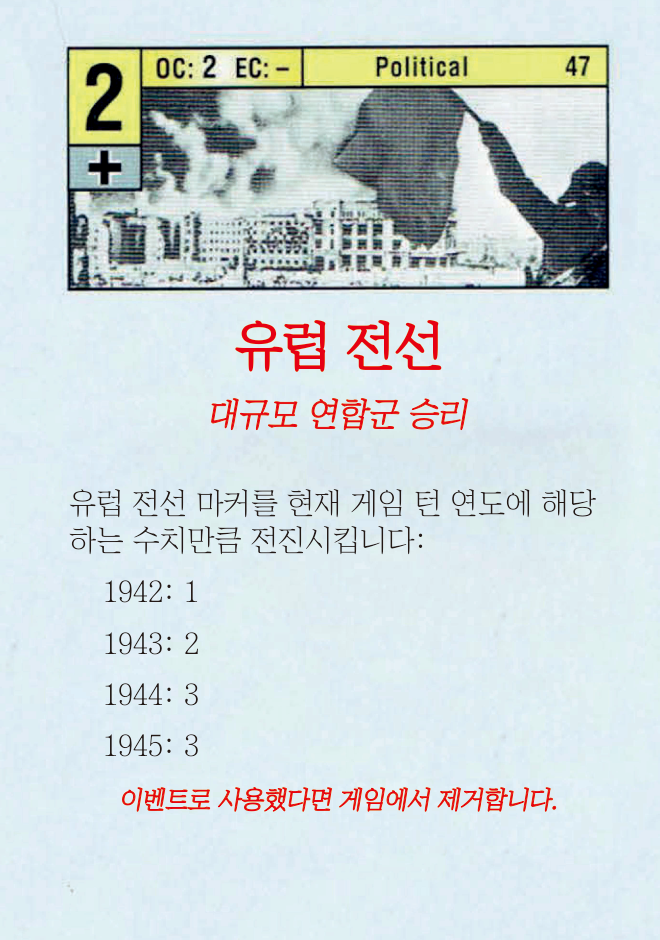 2
OC: 2 EC: –
Political
47
+
유럽 전선
대규모 연합군 승리
유럽 전선 마커를 현재 게임 턴 연도에 해당
하는 수치만큼 전진시킵니다:
1942: 1
1943: 2
1944: 3
1945: 3
이벤트로 사용했다면 게임에서 제거합니다.